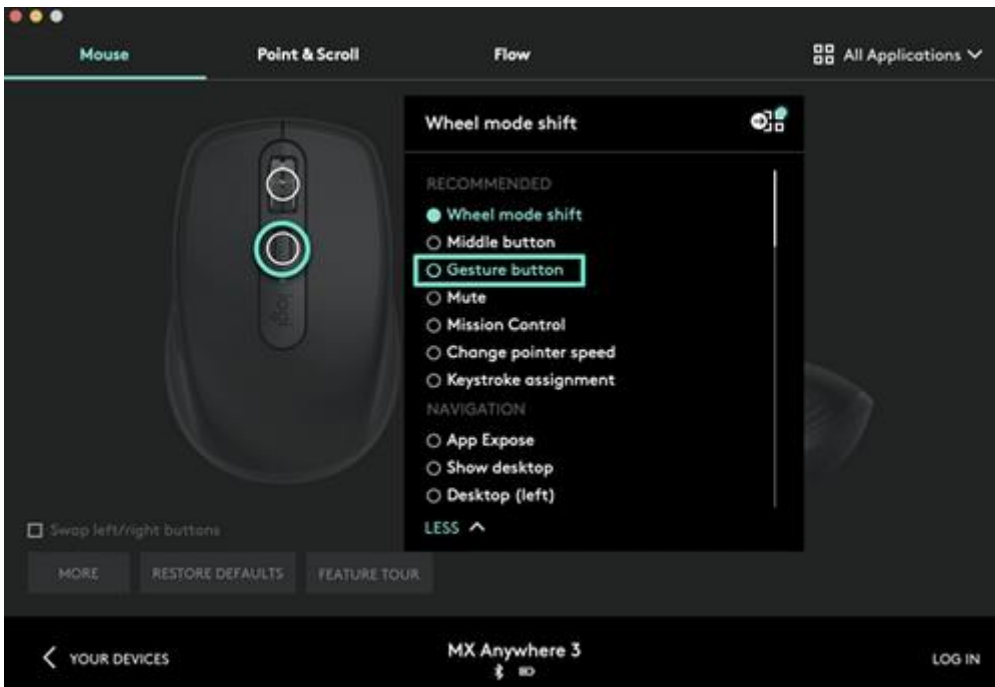 Mouse
Point & Scroll
Flow
All Applications
Wheel mode shift
RECOMMENDED
Wheel mode shift
Middle button
Gesture button
Mute
Mission Control
Change pointer speed
Keystroke assignment
NAVIGATION
App Expose
Show desktop
Desktop (left)
LESS
logi
Swap left/right buttons
MORE
RESTORE DEFAULTS
FEATURE TOUR
YOUR DEVICES
MX Anywhere 3
LOG IN